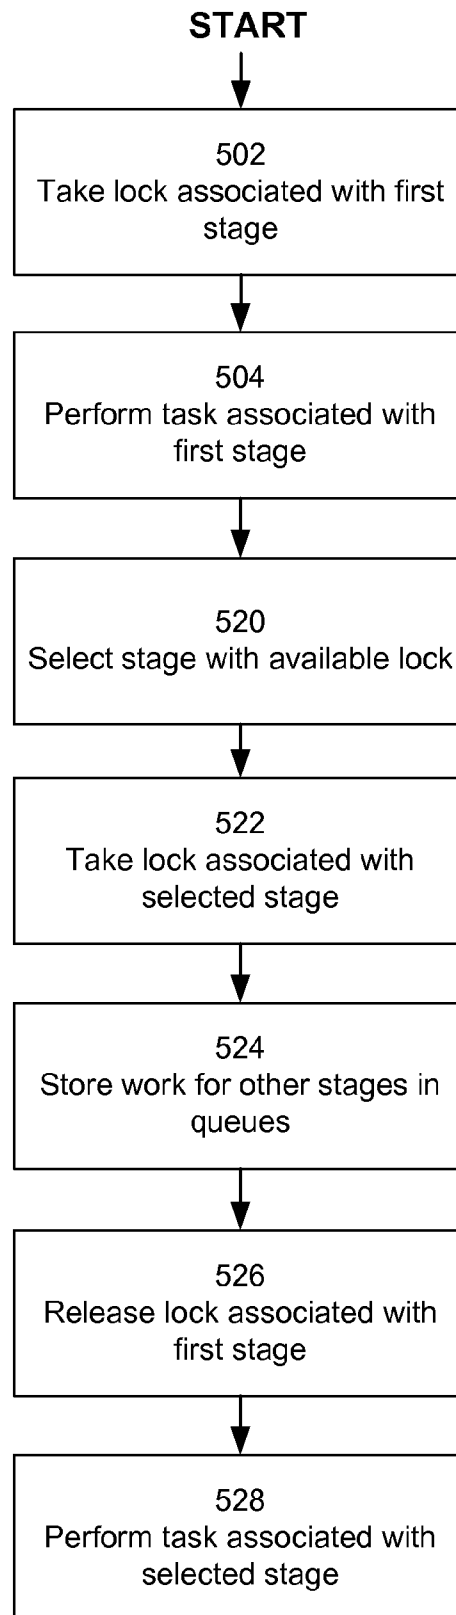 START
502
Take lock associated with first
stage
504
Perform task associated with
first stage
520
Select stage with available lock
522
Take lock associated with
selected stage
524
Store work for other stages in
queues
526
Release lock associated with
first stage
528
Perform task associated with
selected stage